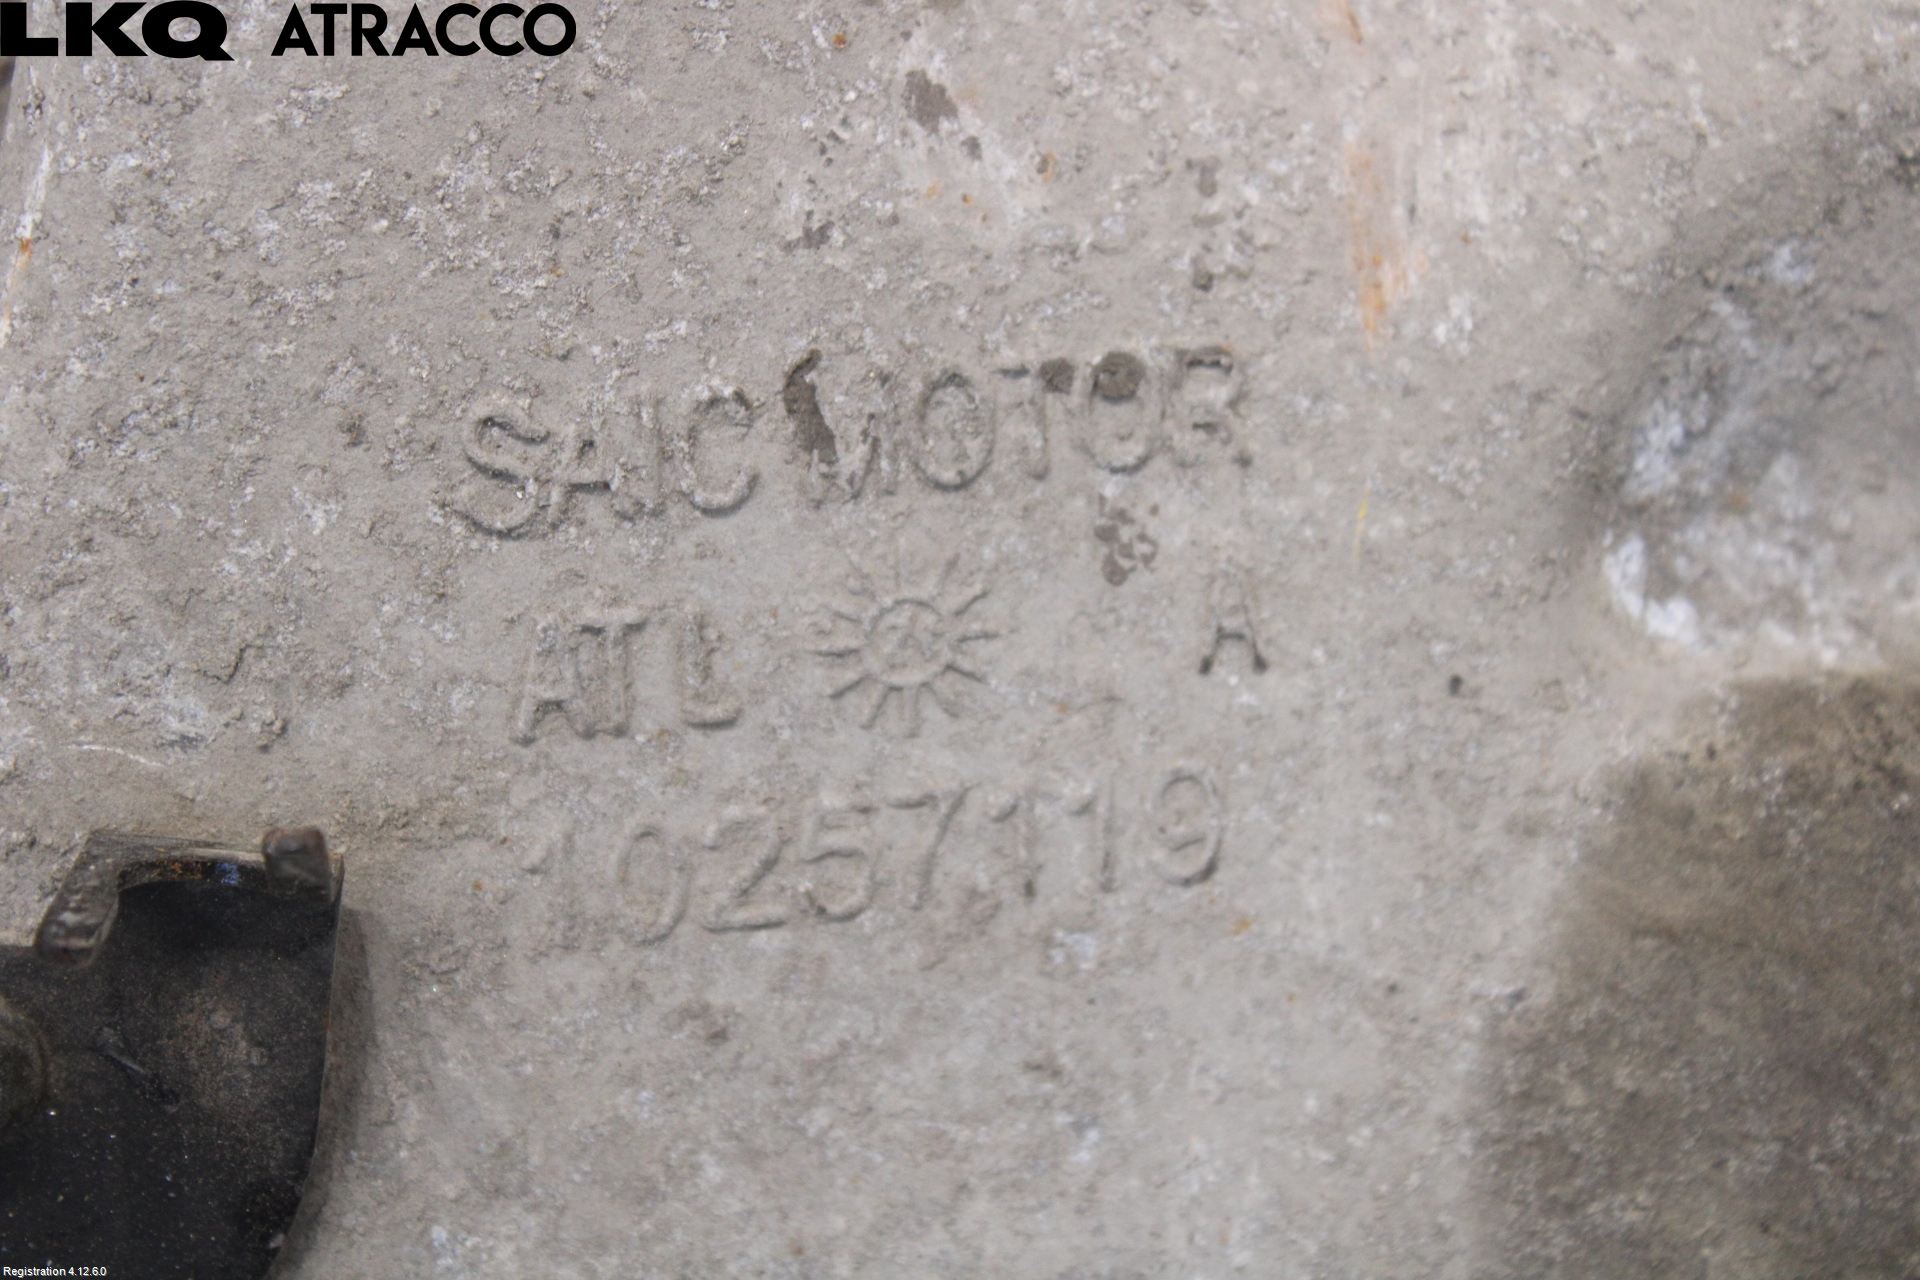 LKQ ATRACCO
SAIC MOTOR
ATL A
10257119
Registration 4.12.6.0